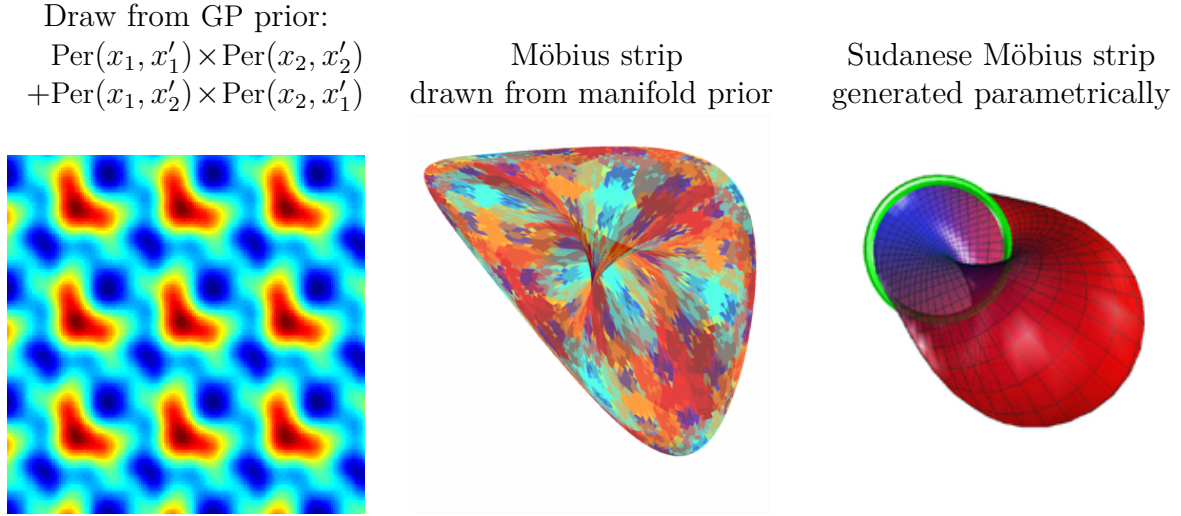 Draw from GP prior:
Per(x₁, x′₁)×Per(x₂, x′₂)
+Per(x₁, x′₂)×Per(x₂, x′₁)
Möbius strip
drawn from manifold prior
Sudanese Möbius strip
generated parametrically